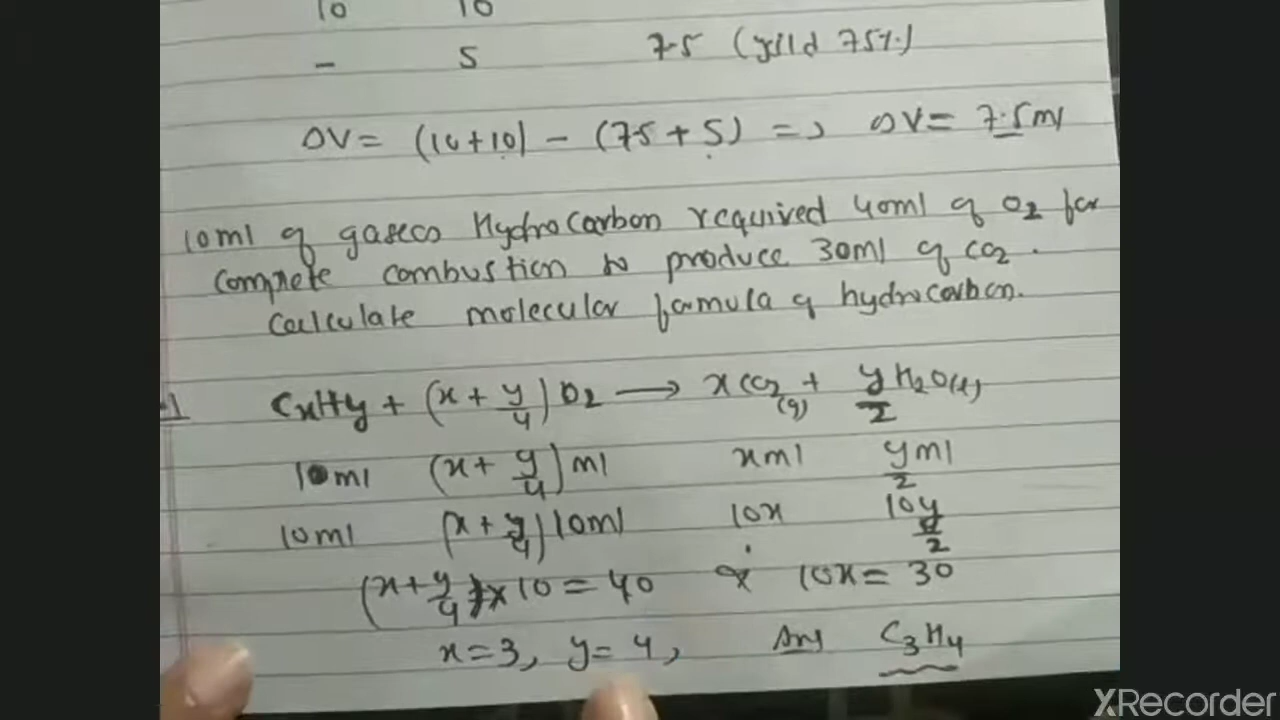 10 10
- 5 7.5 (yild 75%)
ΔV = (10+10) - (7.5 + 5) => ΔV = 7.5ml
10ml of gaseos Hydrocarbon required 40ml of O2 for
complete combustion to produce 30ml of CO2.
Calculate molecular formula of hydrocarbon.
CxHy + (x + y/4) O2 → x CO2 (g) + y/2 H2O(l)
10ml (x + y/4) ml xml y/2 ml
10ml (x + y/4) 10ml 10x 10 y/2
(x + y/4) x 10 = 40 & 10x = 30
x = 3, y = 4, Ans C3H4
XRecorder